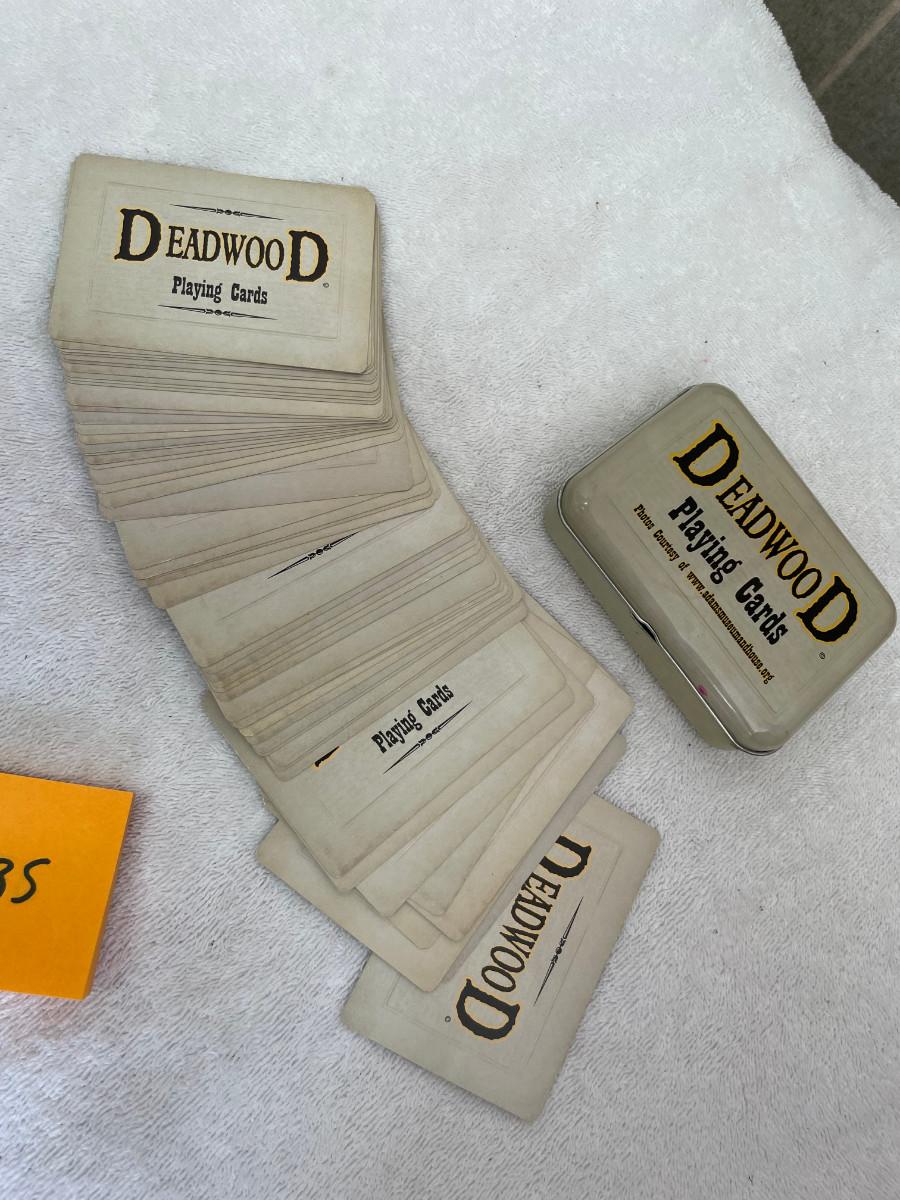 DEADWOOD
Playing Cards
©
DEADWOOD
Playing Cards
Photos Courtesy of www.adamsmuseumandhouse.org
©
Playing Cards
DEADWOOD
©
35